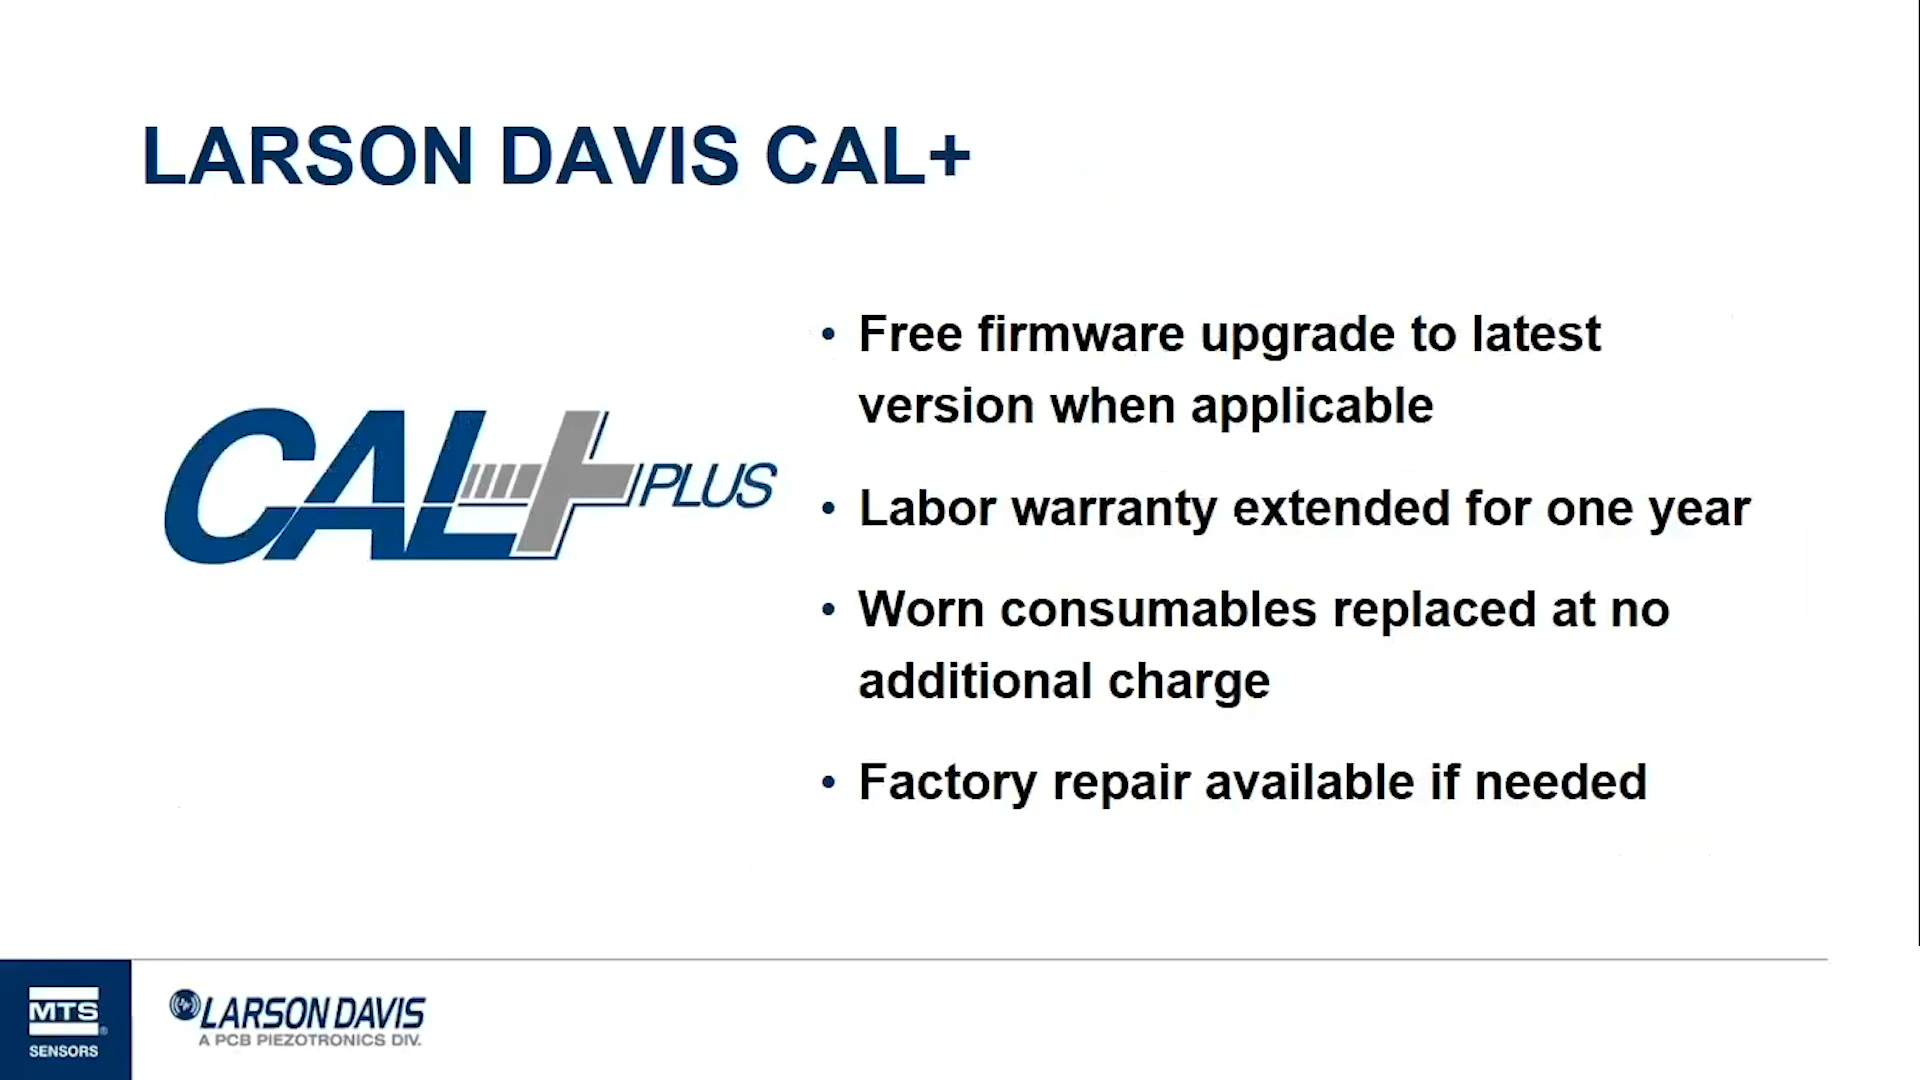 LARSON DAVIS CAL+
CAL+PLUS
• Free firmware upgrade to latest
version when applicable
• Labor warranty extended for one year
• Worn consumables replaced at no
additional charge
• Factory repair available if needed
MTS®
SENSORS
LARSON DAVIS
A PCB PIEZOTRONICS DIV.